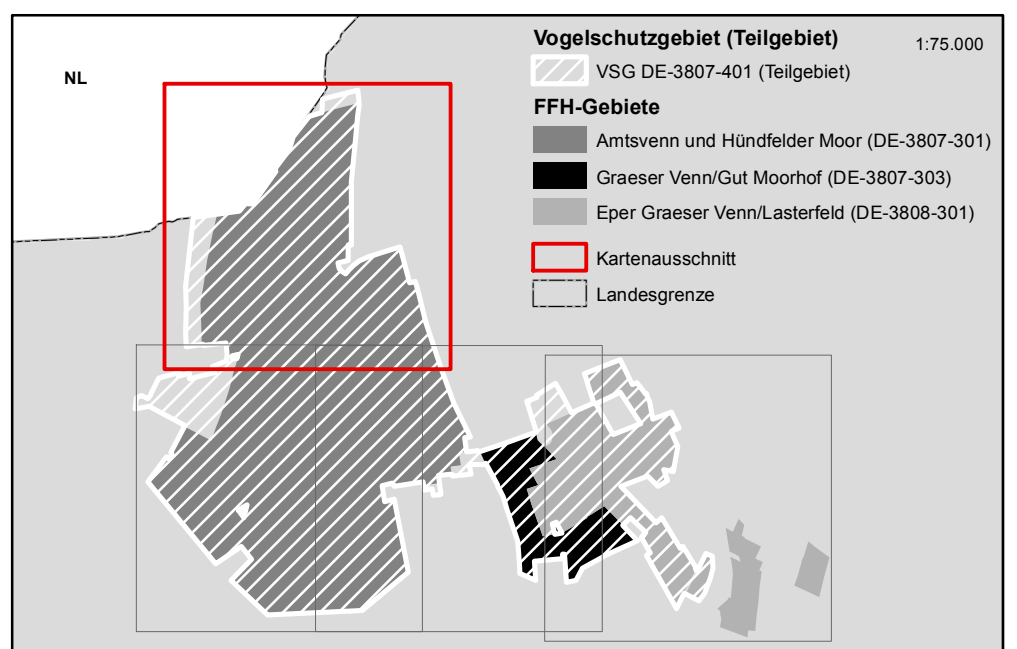 Vogelschutzgebiet (Teilgebiet)
1:75.000
NL
VSG DE-3807-401 (Teilgebiet)
FFH-Gebiete
Amtsvenn und Hündfelder Moor (DE-3807-301)
Graeser Venn/Gut Moorhof (DE-3807-303)
Eper Graeser Venn/Lasterfeld (DE-3808-301)
Kartenausschnitt
Landesgrenze